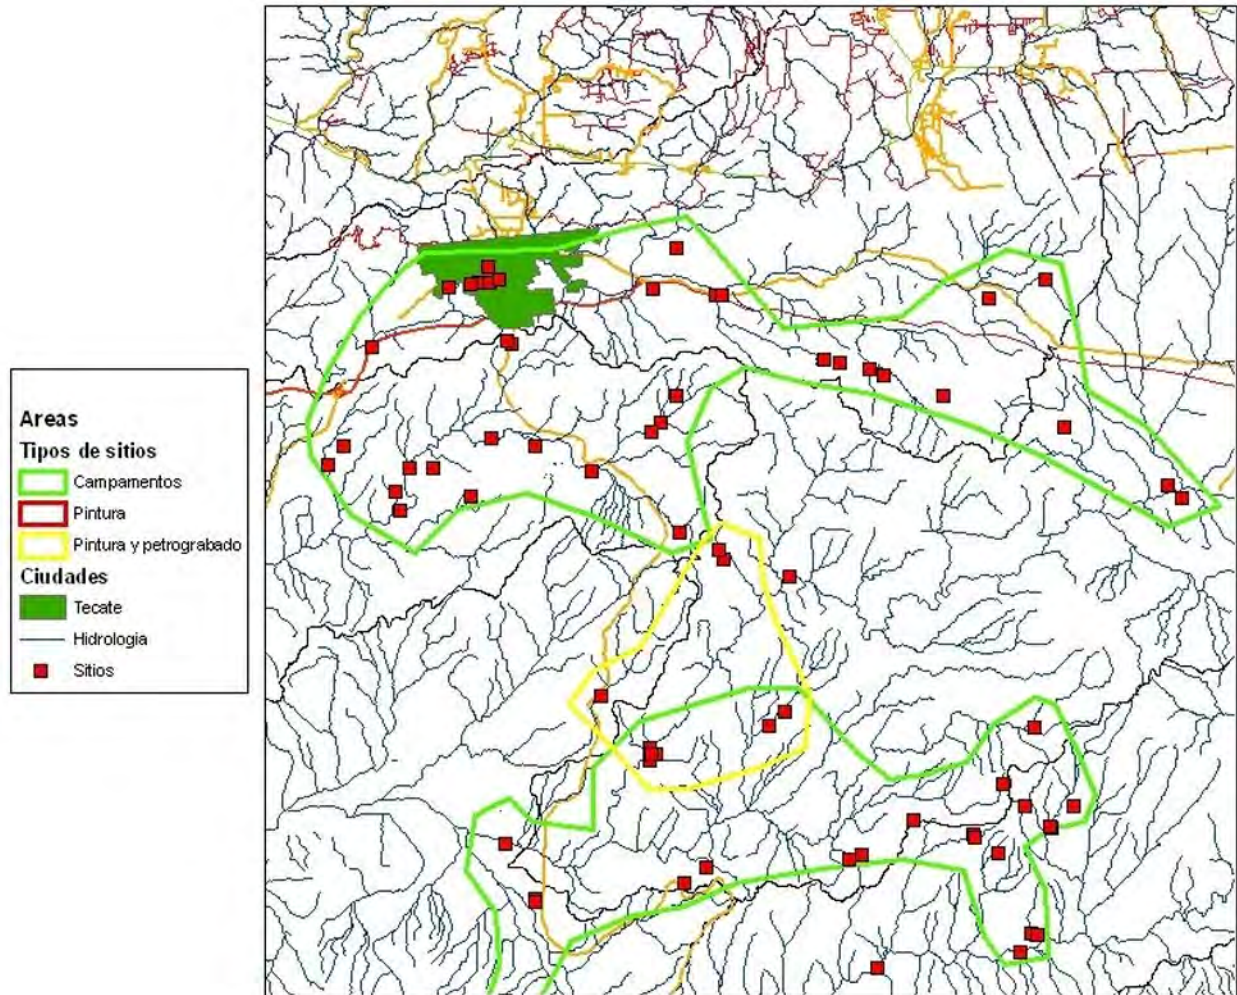 Areas
Tipos de sitios
Campamentos
Pintura
Pintura y petrograbado
Ciudades
Tecate
Hidrologia
Sitios